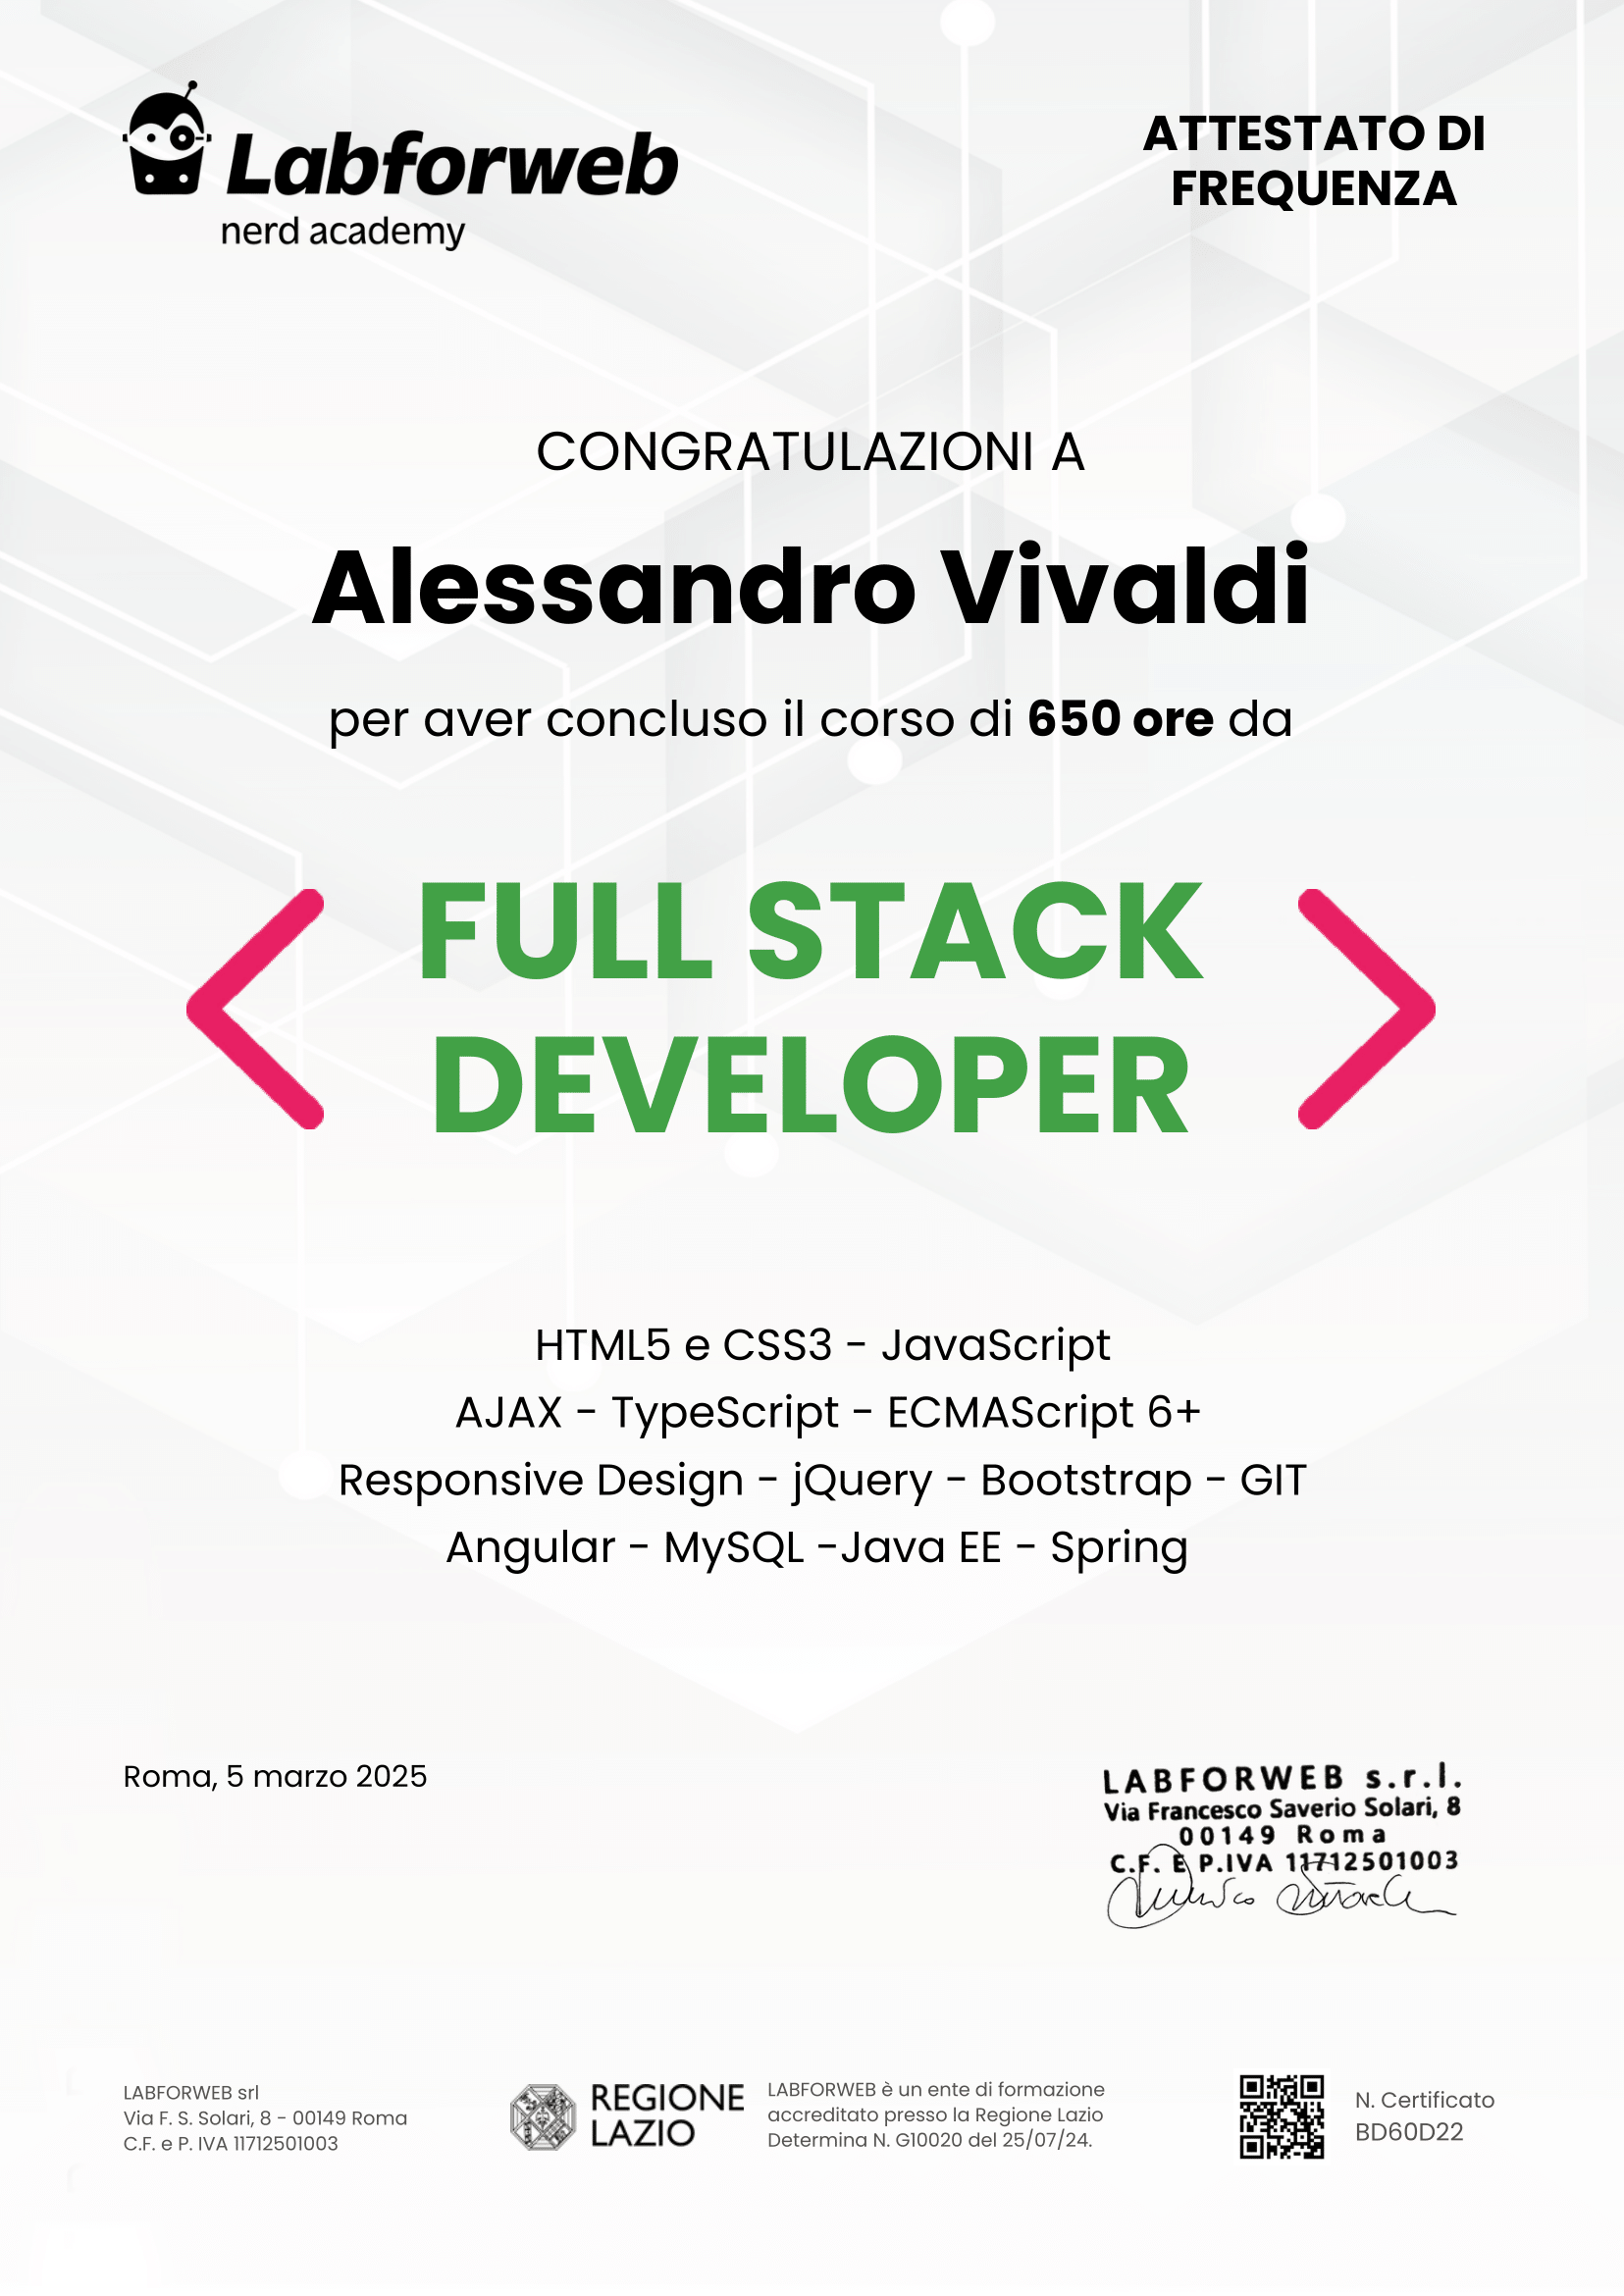 Labforweb
nerd academy
ATTESTATO DI
FREQUENZA
CONGRATULAZIONI A
Alessandro Vivaldi
per aver concluso il corso di 650 ore da
FULL STACK
DEVELOPER
HTML5 e CSS3 - JavaScript
AJAX - TypeScript - ECMAScript 6+
Responsive Design - jQuery - Bootstrap - GIT
Angular - MySQL -Java EE - Spring
Roma, 5 marzo 2025
LABFORWEB s.r.l.
Via Francesco Saverio Solari, 8
00149 Roma
C.F. E P.IVA 11712501003
LABFORWEB srl
Via F. S. Solari, 8 - 00149 Roma
C.F. e P. IVA 11712501003
REGIONE
LAZIO
LABFORWEB è un ente di formazione
accreditato presso la Regione Lazio
Determina N. G10020 del 25/07/24.
N. Certificato
BD60D22